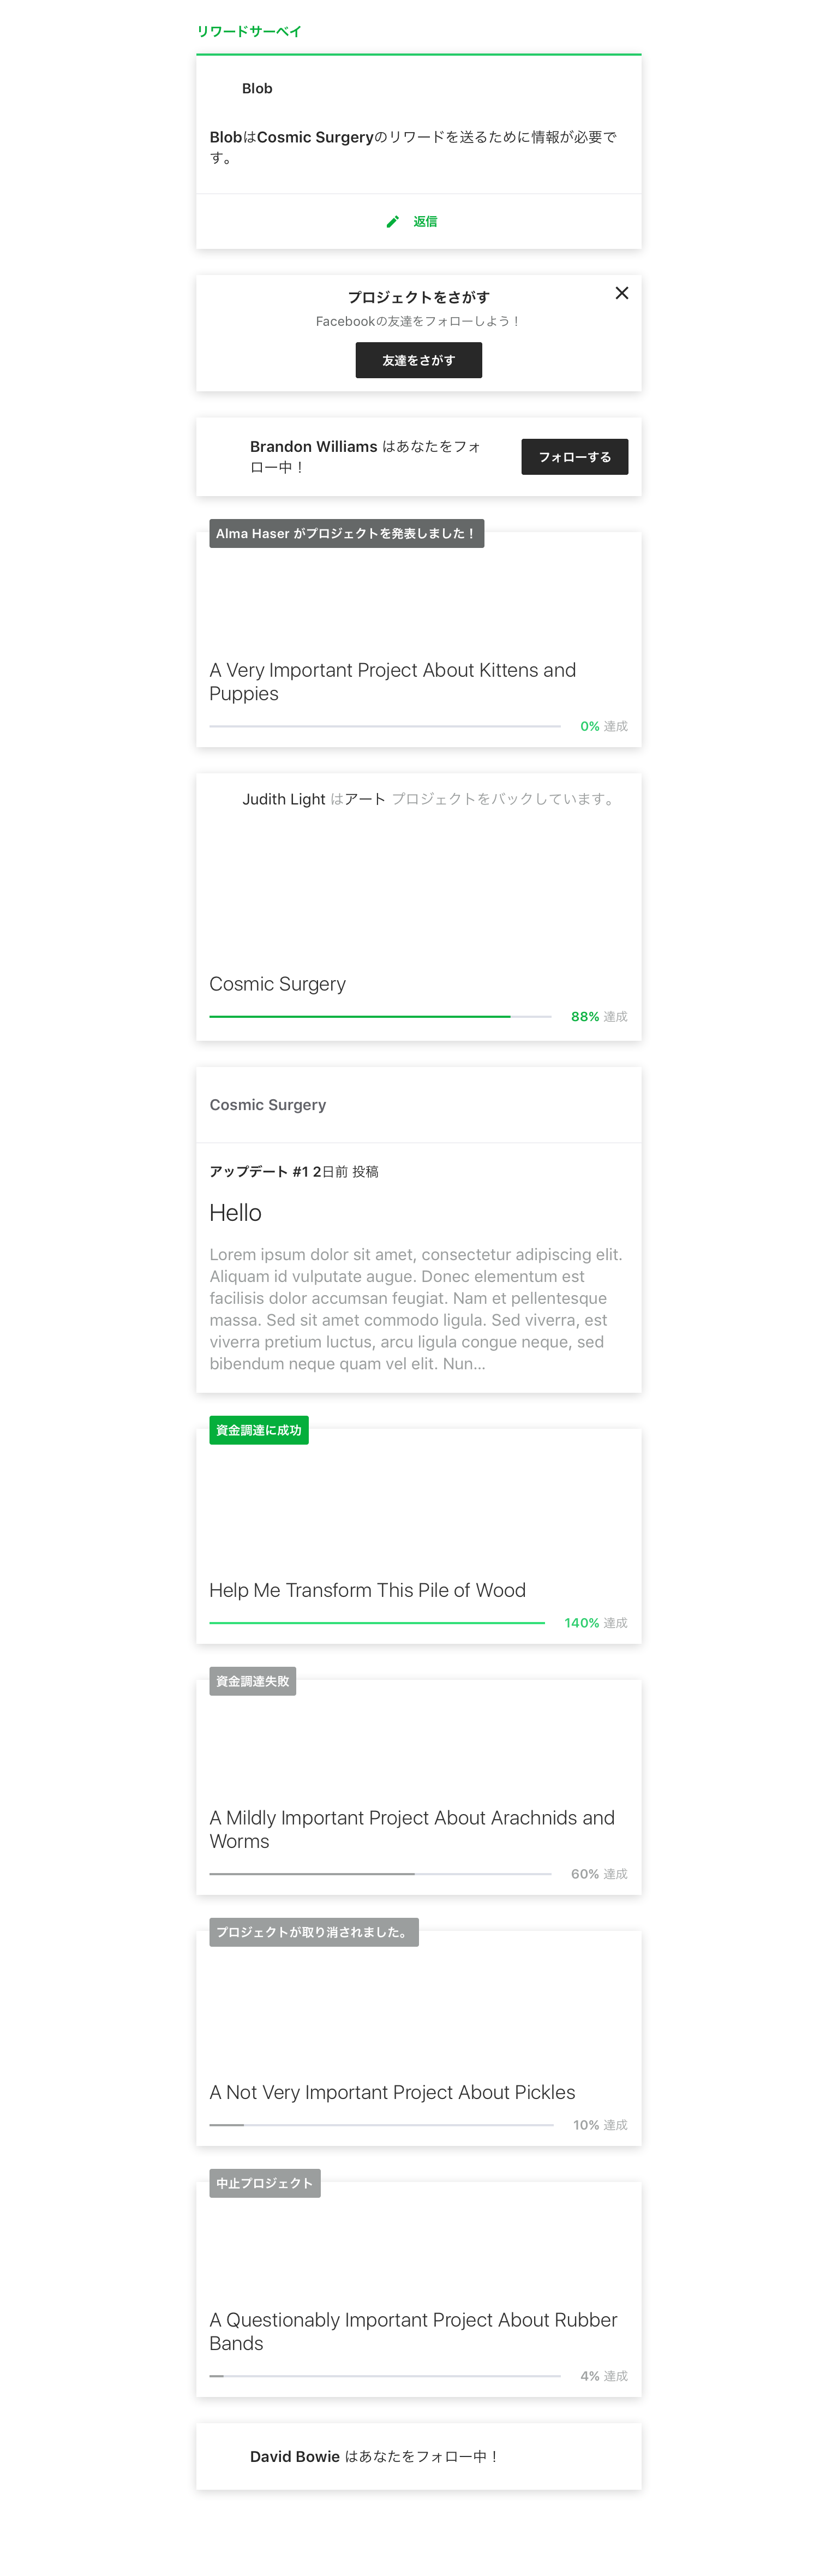 リワードサーベイ
Blob
BlobはCosmic Surgeryのリワードを送るために情報が必要で
す。
返信
プロジェクトをさがす
Facebookの友達をフォローしよう！
友達をさがす
Brandon Williams はあなたをフォ
ロー中！
フォローする
Alma Haser がプロジェクトを発表しました！
A Very Important Project About Kittens and
Puppies
0% 達成
Judith Light はアート プロジェクトをバックしています。
Cosmic Surgery
88% 達成
Cosmic Surgery
アップデート #1 2日前 投稿
Hello
Lorem ipsum dolor sit amet, consectetur adipiscing elit.
Aliquam id vulputate augue. Donec elementum est
facilisis dolor accumsan feugiat. Nam et pellentesque
massa. Sed sit amet commodo ligula. Sed viverra, est
viverra pretium luctus, arcu ligula congue neque, sed
bibendum neque quam vel elit. Nun...
資金調達に成功
Help Me Transform This Pile of Wood
140% 達成
資金調達失敗
A Mildly Important Project About Arachnids and
Worms
60% 達成
プロジェクトが取り消されました。
A Not Very Important Project About Pickles
10% 達成
中止プロジェクト
A Questionably Important Project About Rubber
Bands
4% 達成
David Bowie はあなたをフォロー中！